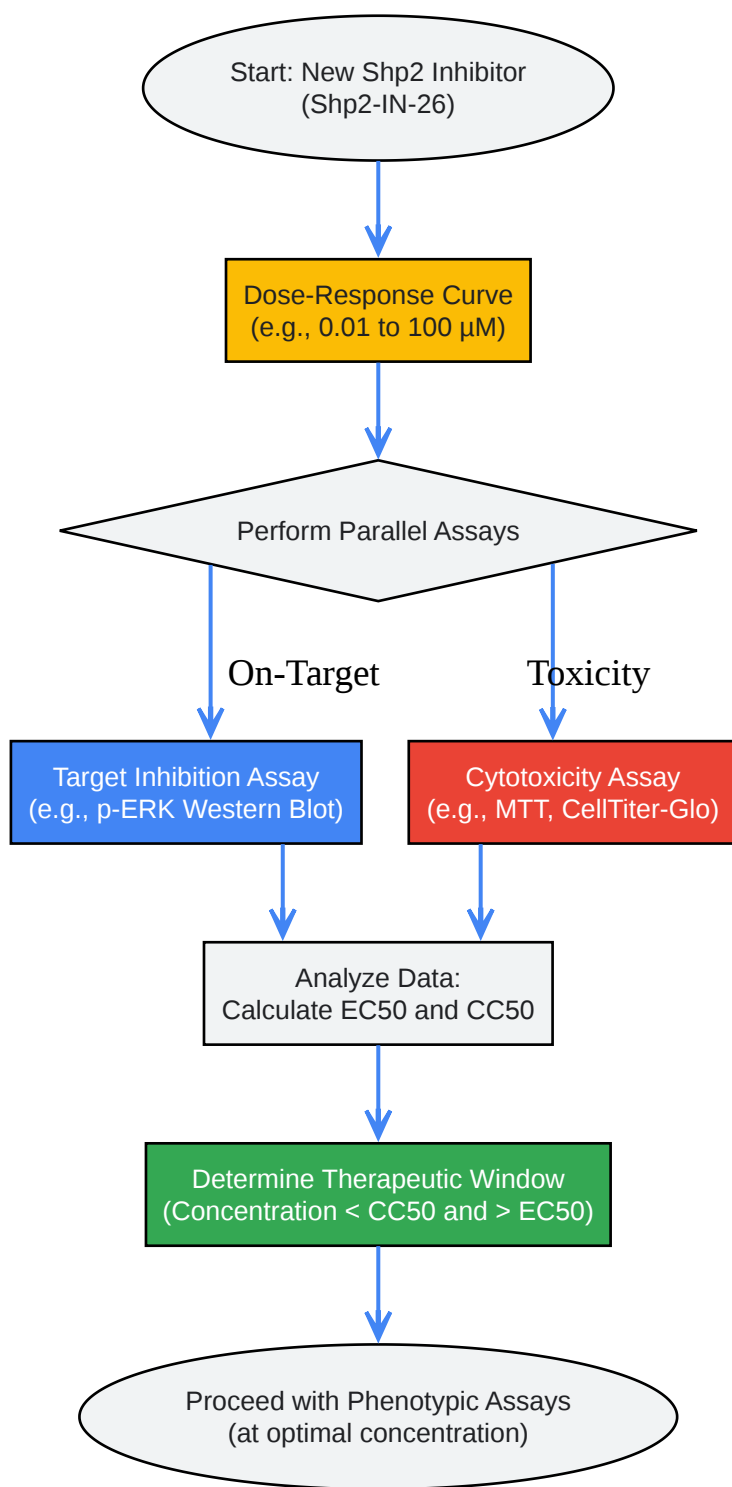 Start: New Shp2 Inhibitor
(Shp2-IN-26)
Dose-Response Curve
(e.g., 0.01 to 100 µM)
Perform Parallel Assays
On-Target
Toxicity
Target Inhibition Assay
(e.g., p-ERK Western Blot)
Cytotoxicity Assay
(e.g., MTT, CellTiter-Glo)
Analyze Data:
Calculate EC50 and CC50
Determine Therapeutic Window
(Concentration < CC50 and > EC50)
Proceed with Phenotypic Assays
(at optimal concentration)